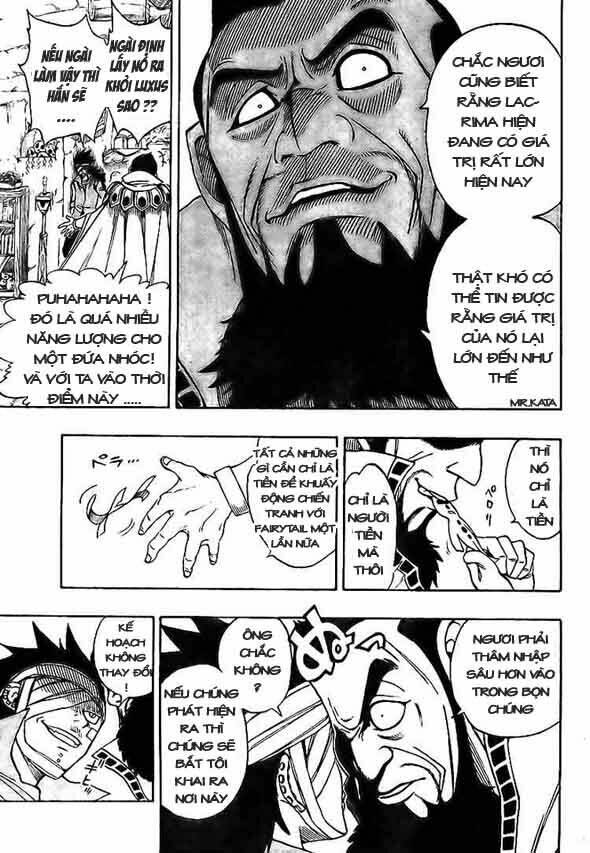 CHẮC NGƯƠI
CŨNG BIẾT
RẰNG LAC-
RIMA HIỆN
ĐANG CÓ GIÁ
TRỊ RẤT LỚN
HIỆN NAY
THẬT KHÓ CÓ
THỂ TIN ĐƯỢC
RẰNG GIÁ TRỊ
CỦA NÓ LẠI
LỚN ĐẾN NHƯ
THẾ
MR.KATA
NGÀI ĐỊNH
LẤY NÓ RA
KHỎI LUXUS
SAO ??
NẾU NGÀI
LÀM VẬY THÌ
HẮN SẼ
....
PUHAHAHAHA !
ĐÓ LÀ QUÁ NHIỀU
NĂNG LƯỢNG CHO
MỘT ĐỨA NHÓC!
VÀ VỚI TA VÀO THỜI
ĐIỂM NÀY .....
THÌ
NÓ
CHỈ
LÀ
TIỀN
CHỈ LÀ
NGƯỜI
TIỀN
MÀ
THÔI
TẤT CẢ NHỮNG
GÌ CẦN CHỈ LÀ
TIỀN ĐỂ KHUẤY
ĐỘNG CHIẾN
TRANH VỚI
FAIRYTAIL MỘT
LẦN NỮA
ペラ…
NGƯƠI PHẢI
THÂM NHẬP
SÂU HƠN VÀO
TRONG BỌN
CHÚNG
ÔNG
CHẮC
KHÔNG
?
NẾU CHÚNG
PHÁT HIỆN
RA THÌ
CHÚNG SẼ
BẮT TÔI
KHAI RA
NƠI NÀY
KẾ
HOẠCH
KHÔNG
THAY ĐỔI
!